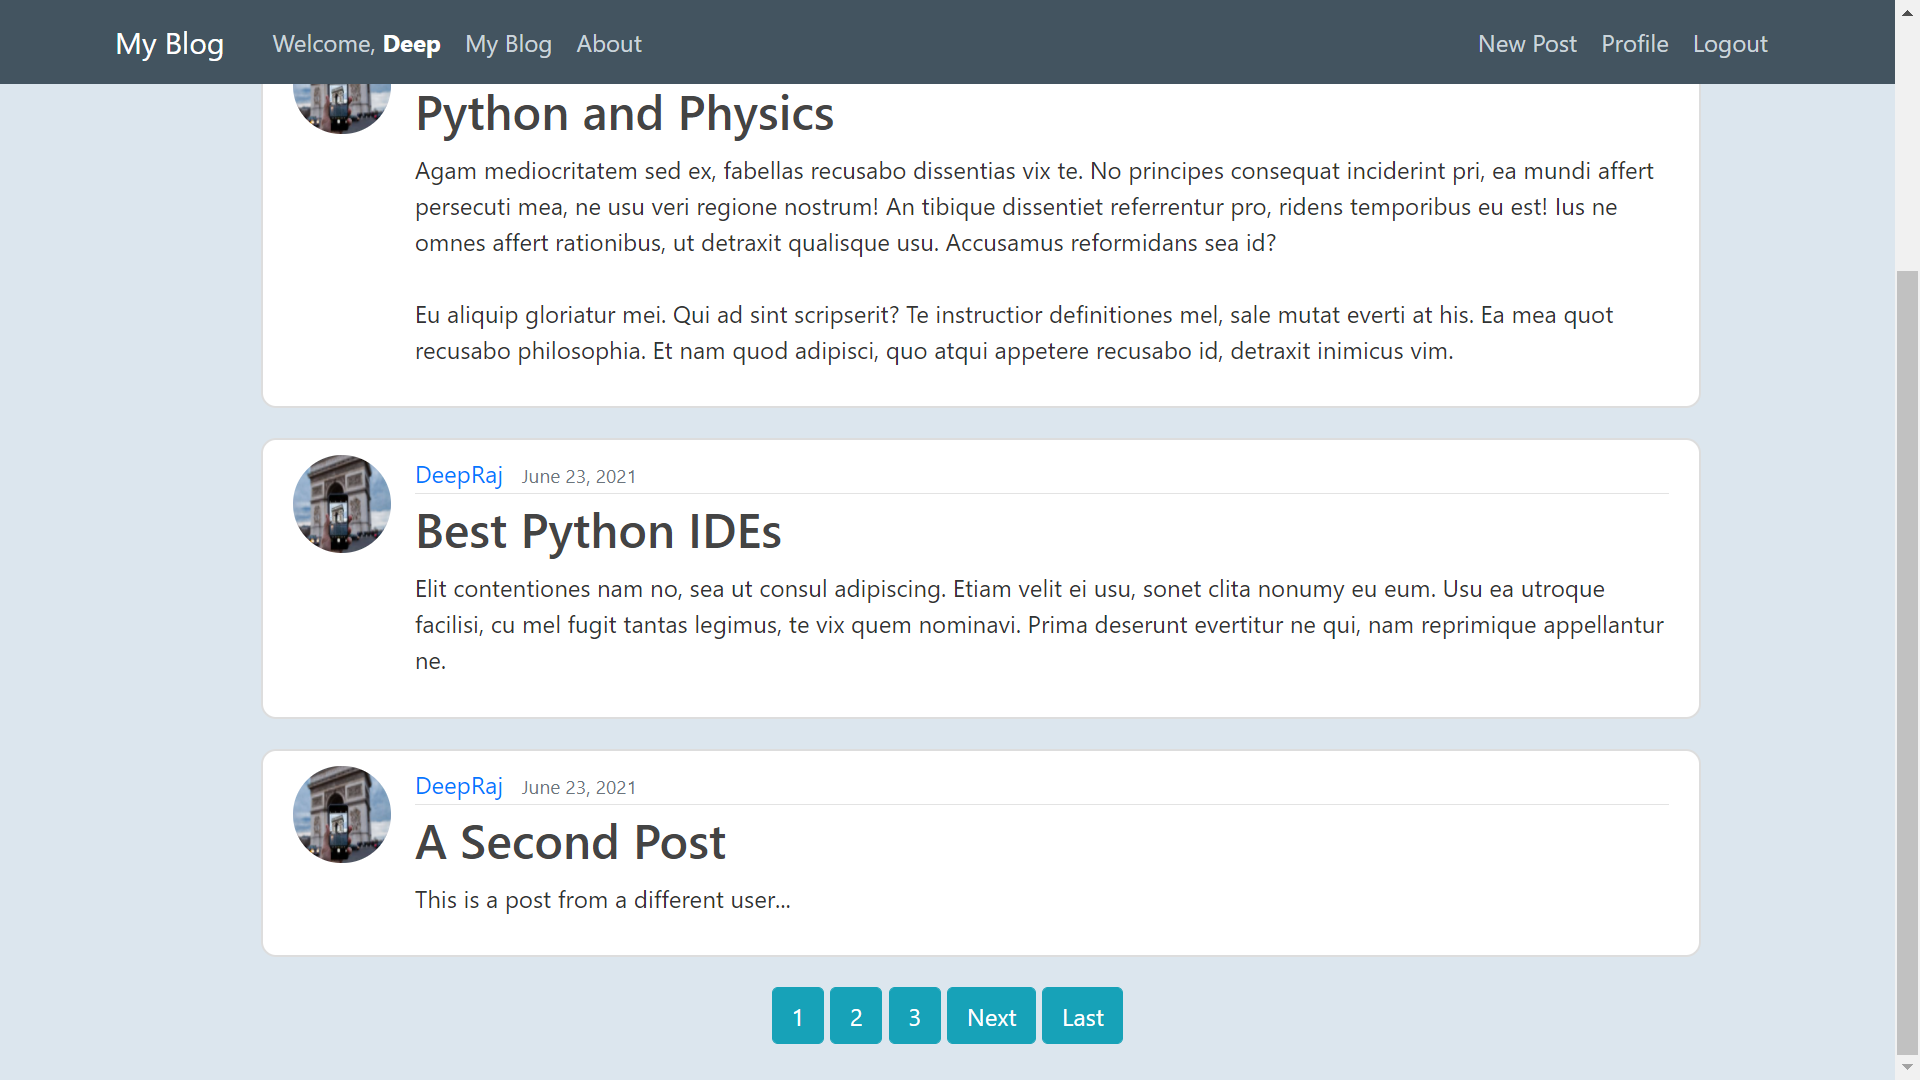 My Blog Welcome, Deep My Blog About New Post Profile Logout
Python and Physics
Agam mediocritatem sed ex, fabellas recusabo dissentias vix te. No principes consequat inciderint pri, ea mundi affert
persecuti mea, ne usu veri regione nostrum! An tibique dissentiet referrentur pro, ridens temporibus eu est! Ius ne
omnes affert rationibus, ut detraxit qualisque usu. Accusamus reformidans sea id?
Eu aliquip gloriatur mei. Qui ad sint scripserit? Te instructior definitiones mel, sale mutat everti at his. Ea mea quot
recusabo philosophia. Et nam quod adipisci, quo atqui appetere recusabo id, detraxit inimicus vim.
DeepRaj June 23, 2021
Best Python IDEs
Elit contentiones nam no, sea ut consul adipiscing. Etiam velit ei usu, sonet clita nonumy eu eum. Usu ea utroque
facilisi, cu mel fugit tantas legimus, te vix quem nominavi. Prima deserunt evertitur ne qui, nam reprimique appellantur
ne.
DeepRaj June 23, 2021
A Second Post
This is a post from a different user...
1 2 3 Next Last